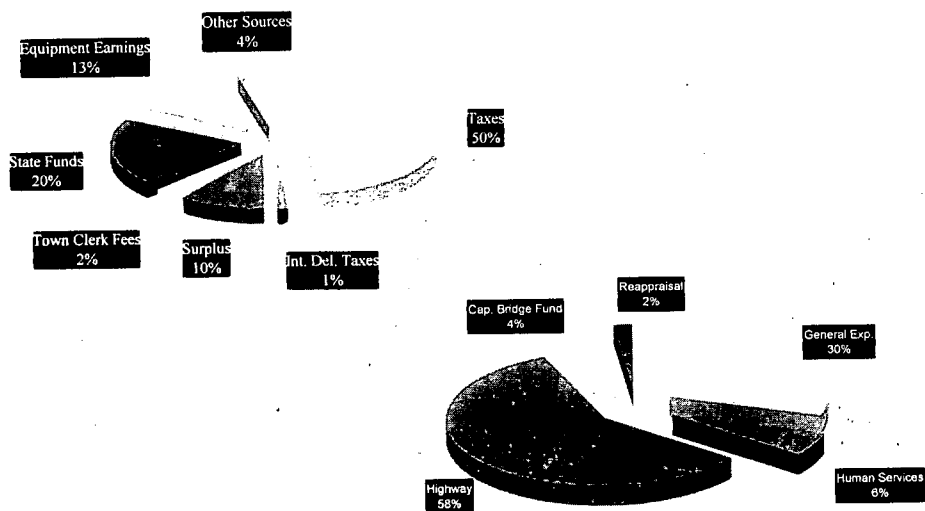 Other Sources
4%
Equipment Earnings
13%
Taxes
50%
State Funds
20%
Town Clerk Fees
2%
Surplus
10%
Int. Del. Taxes
1%
Reappraisal
2%
Cap. Bridge Fund
4%
General Exp.
30%
Human Services
6%
Highway
58%